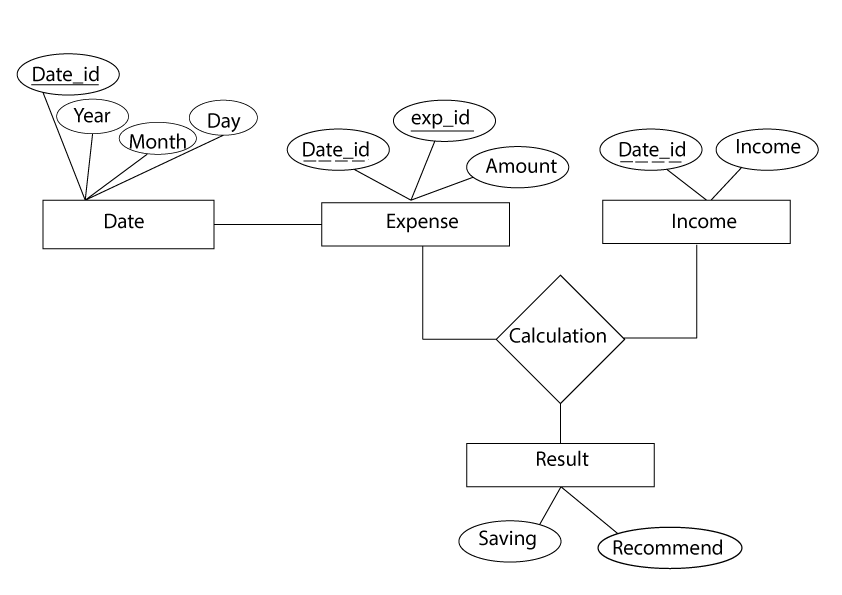 Date_id
Year
Month
Day
Date_id
exp_id
Amount
Date_id
Income
Date
Expense
Income
Calculation
Result
Saving
Recommend